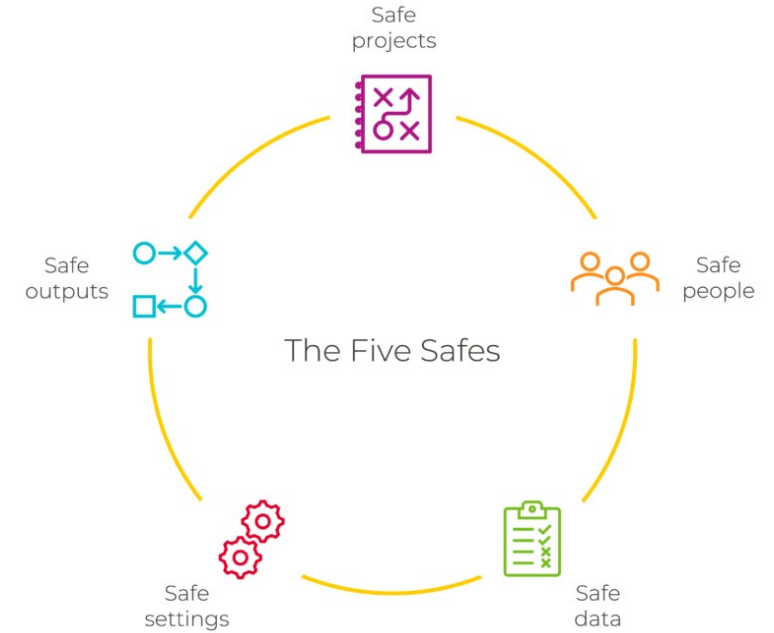 Safe
projects
Safe
outputs
Safe
people
The Five Safes
Safe
settings
Safe
data